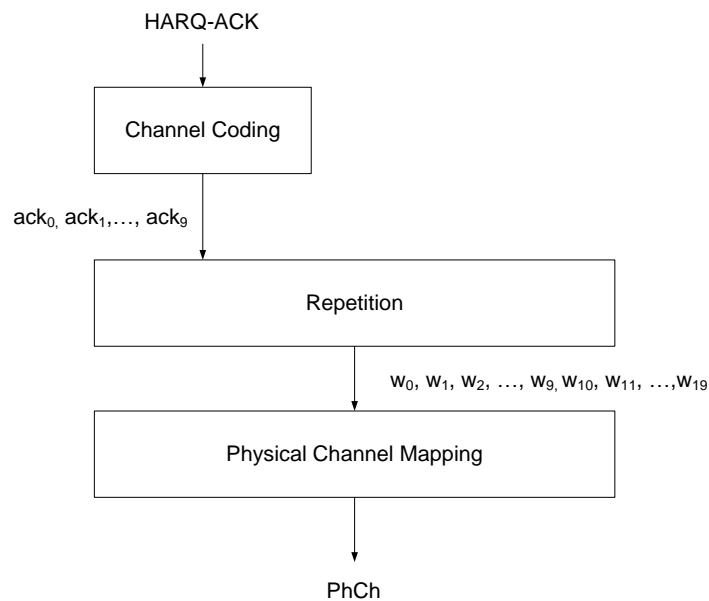 HARQ-ACK
Channel Coding
ack₀, ack₁,…, ack₉
Repetition
w₀, w₁, w₂, …, w₉, w₁₀, w₁₁, …,w₁₉
Physical Channel Mapping
PhCh